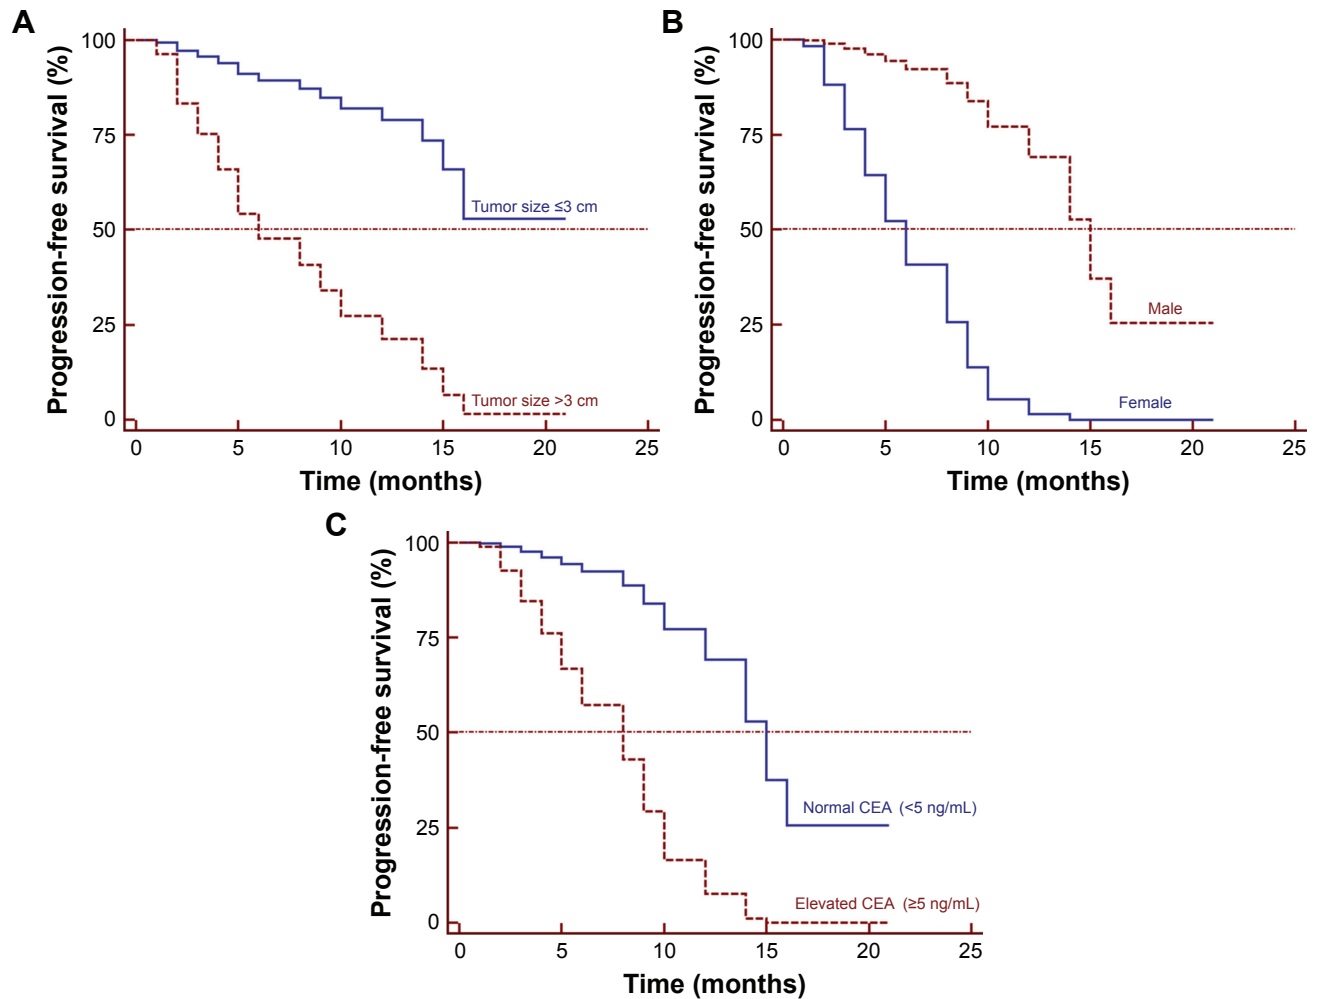 A
Progression-free survival (%)
100
75
50
25
0
Tumor size ≤3 cm
Tumor size >3 cm
0 5 10 15 20 25
Time (months)
B
Progression-free survival (%)
100
75
50
25
0
Male
Female
0 5 10 15 20 25
Time (months)
C
Progression-free survival (%)
100
75
50
25
0
Normal CEA (<5 ng/mL)
Elevated CEA (≥5 ng/mL)
0 5 10 15 20 25
Time (months)